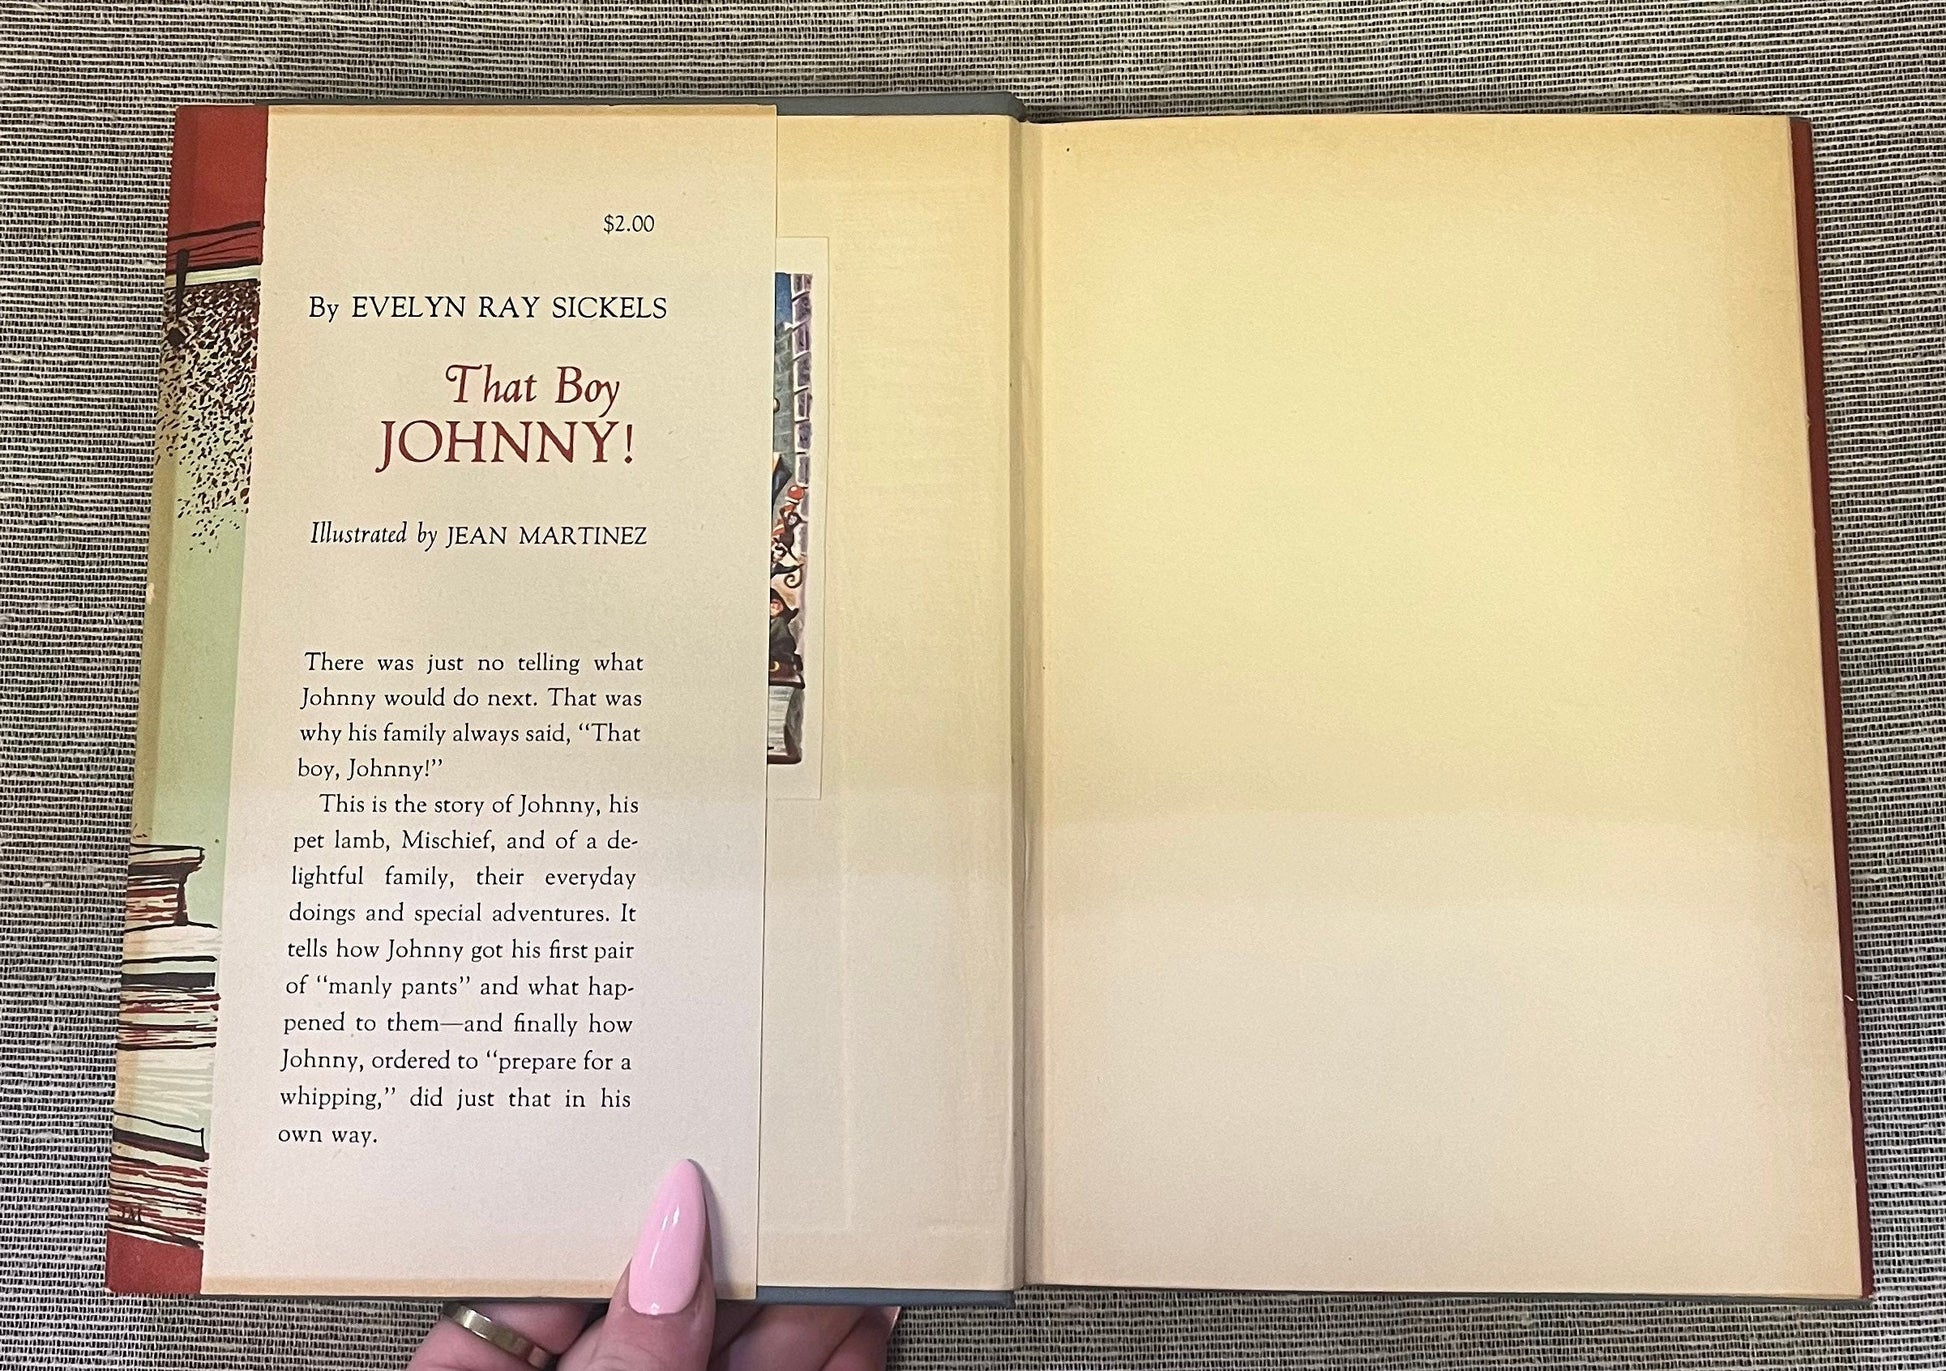 $2.00
By EVELYN RAY SICKELS
That Boy
JOHNNY!
Illustrated by JEAN MARTINEZ
There was just no telling what
Johnny would do next. That was
why his family always said, “That
boy, Johnny!”
This is the story of Johnny, his
pet lamb, Mischief, and of a de-
lightful family, their everyday
doings and special adventures. It
tells how Johnny got his first pair
of “manly pants” and what hap-
pened to them—and finally how
Johnny, ordered to “prepare for a
whipping,” did just that in his
own way.
JM